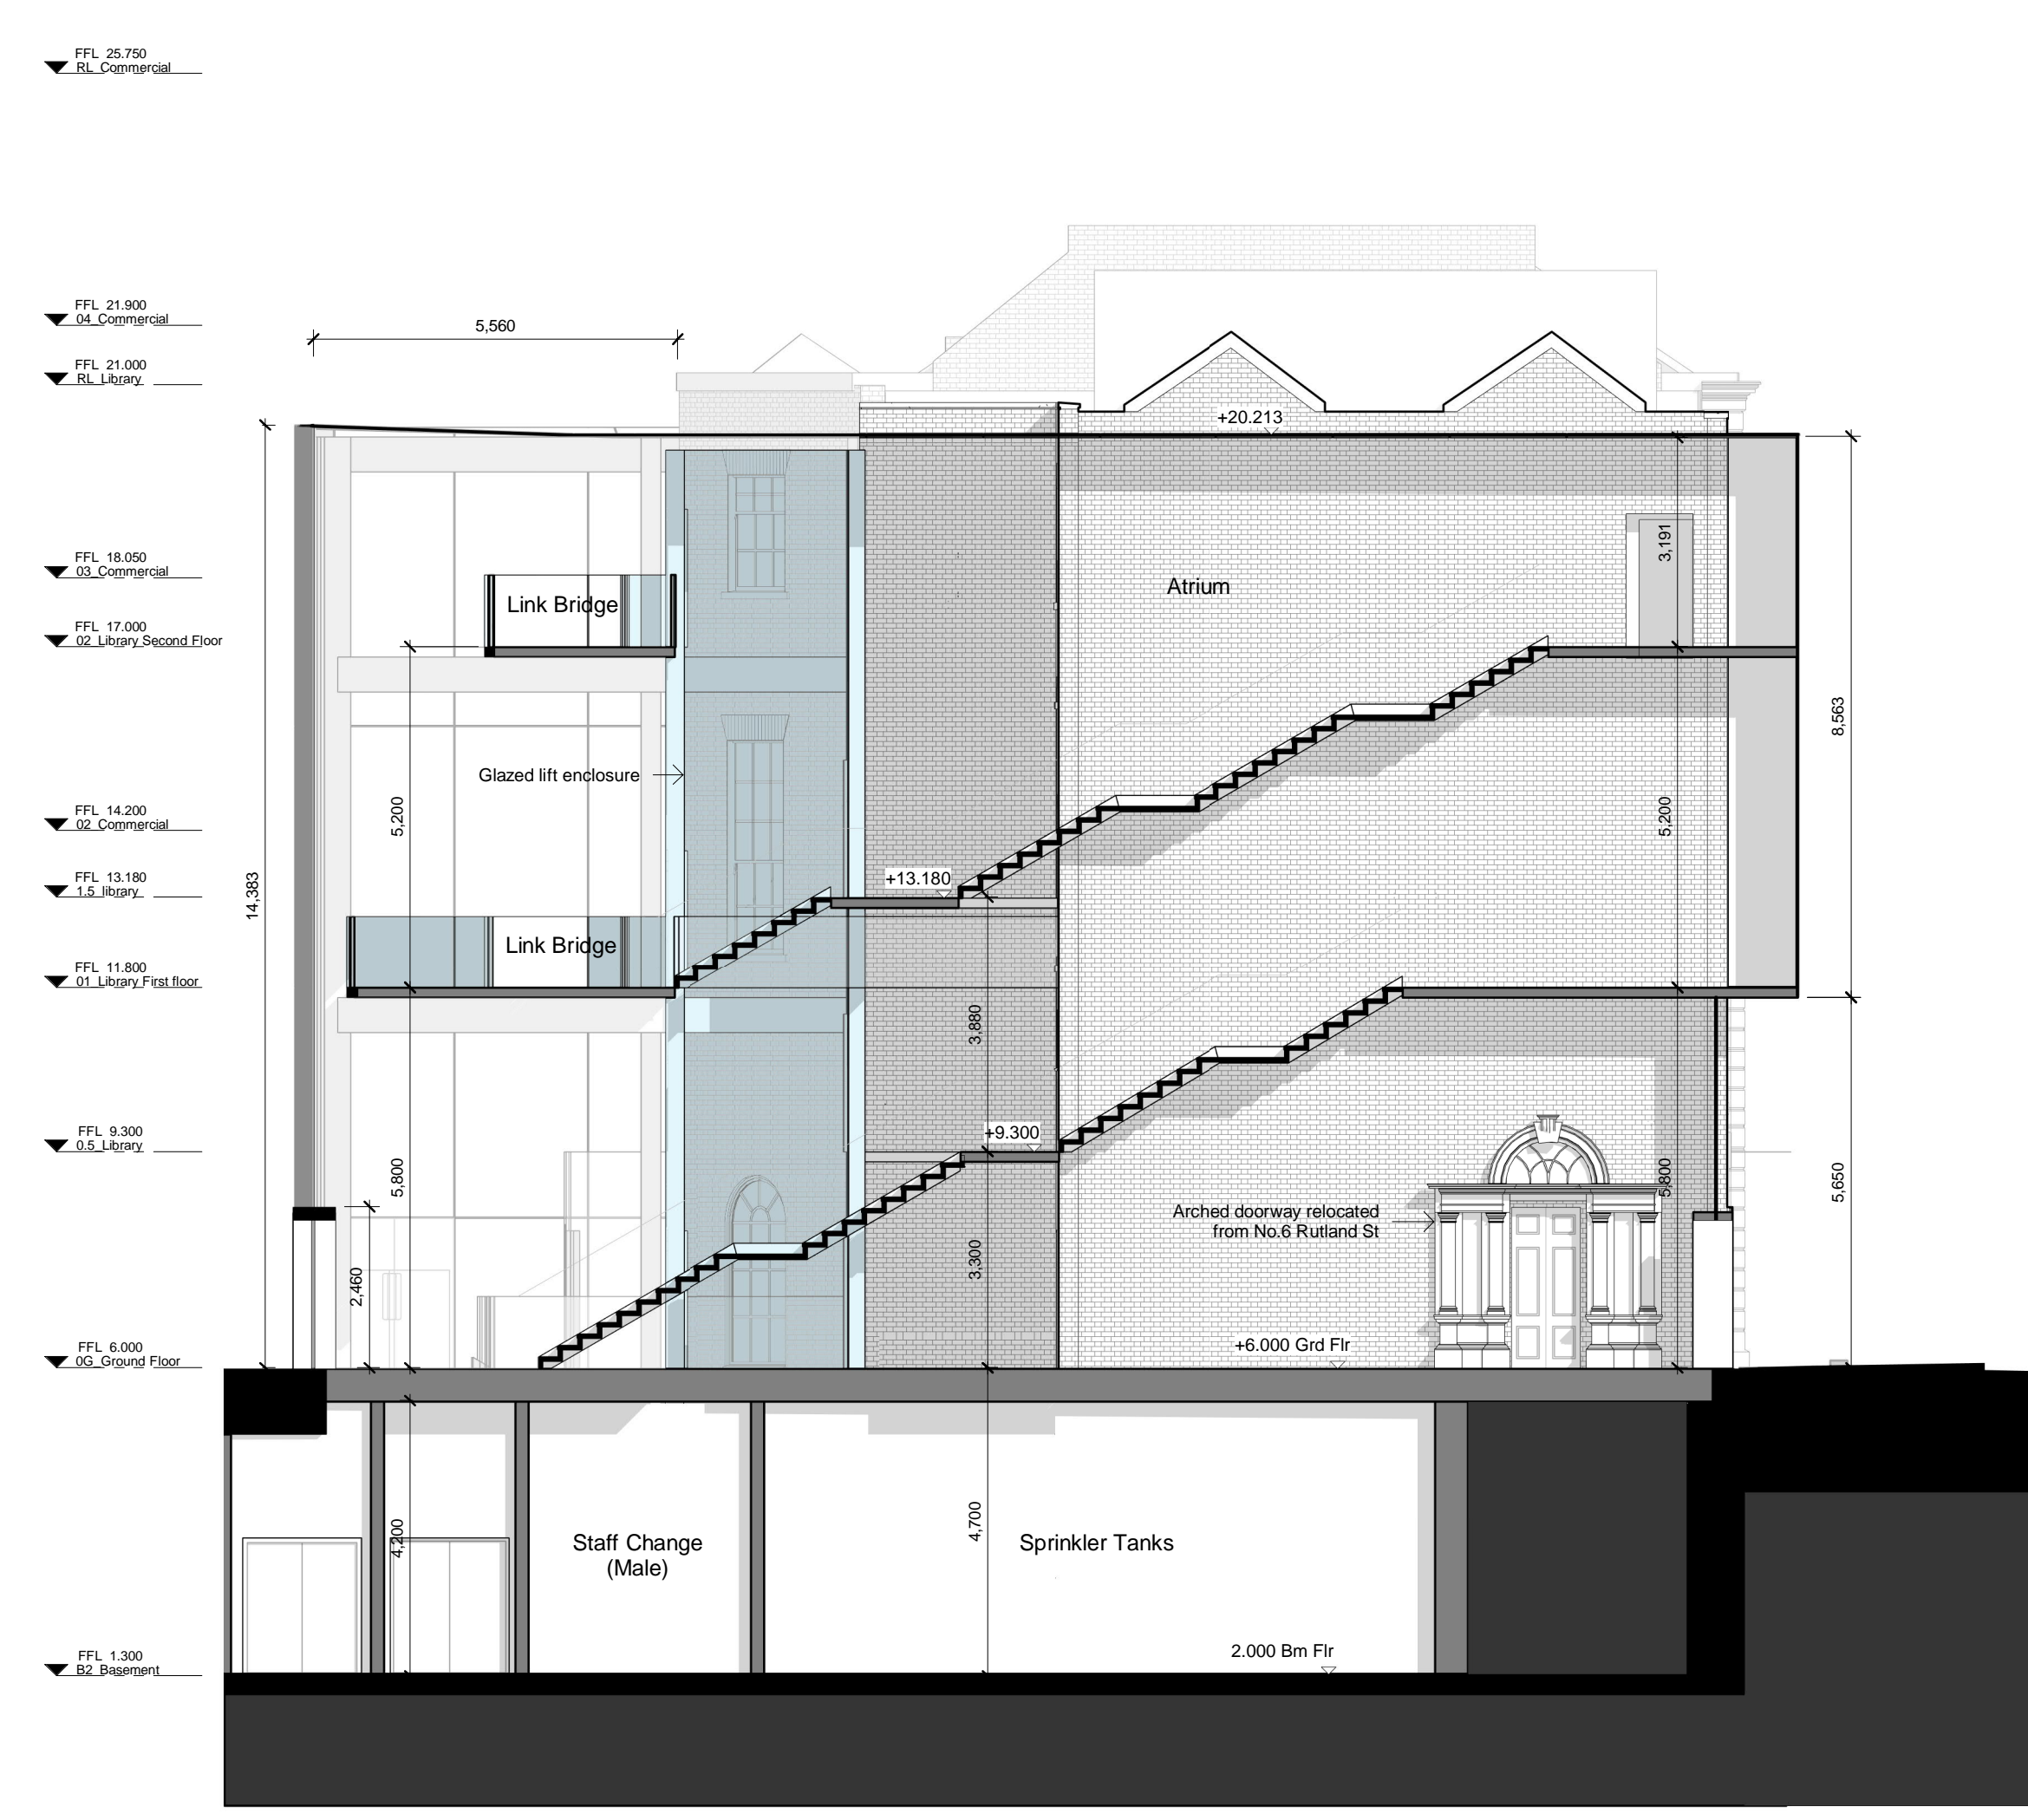 FFL 25.750
RL_Commercial
FFL 21.900
04_Commercial
5,560
FFL 21.000
RL_Library
+20.213
3,191
FFL 18.050
03_Commercial
Atrium
Link Bridge
FFL 17.000
02_Library Second Floor
8,563
Glazed lift enclosure
5,200
5,200
FFL 14.200
02_Commercial
FFL 13.180
1.5_library
+13.180
14,383
Link Bridge
FFL 11.800
01_Library First floor
3,880
FFL 9.300
0.5_Library
+9.300
5,800
5,800
5,650
Arched doorway relocated
from No.6 Rutland St
3,300
2,460
FFL 6.000
0G_Ground Floor
+6.000 Grd Flr
4,200
4,700
Staff Change
(Male)
Sprinkler Tanks
FFL 1.300
B2_Basement
2.000 Bm Flr